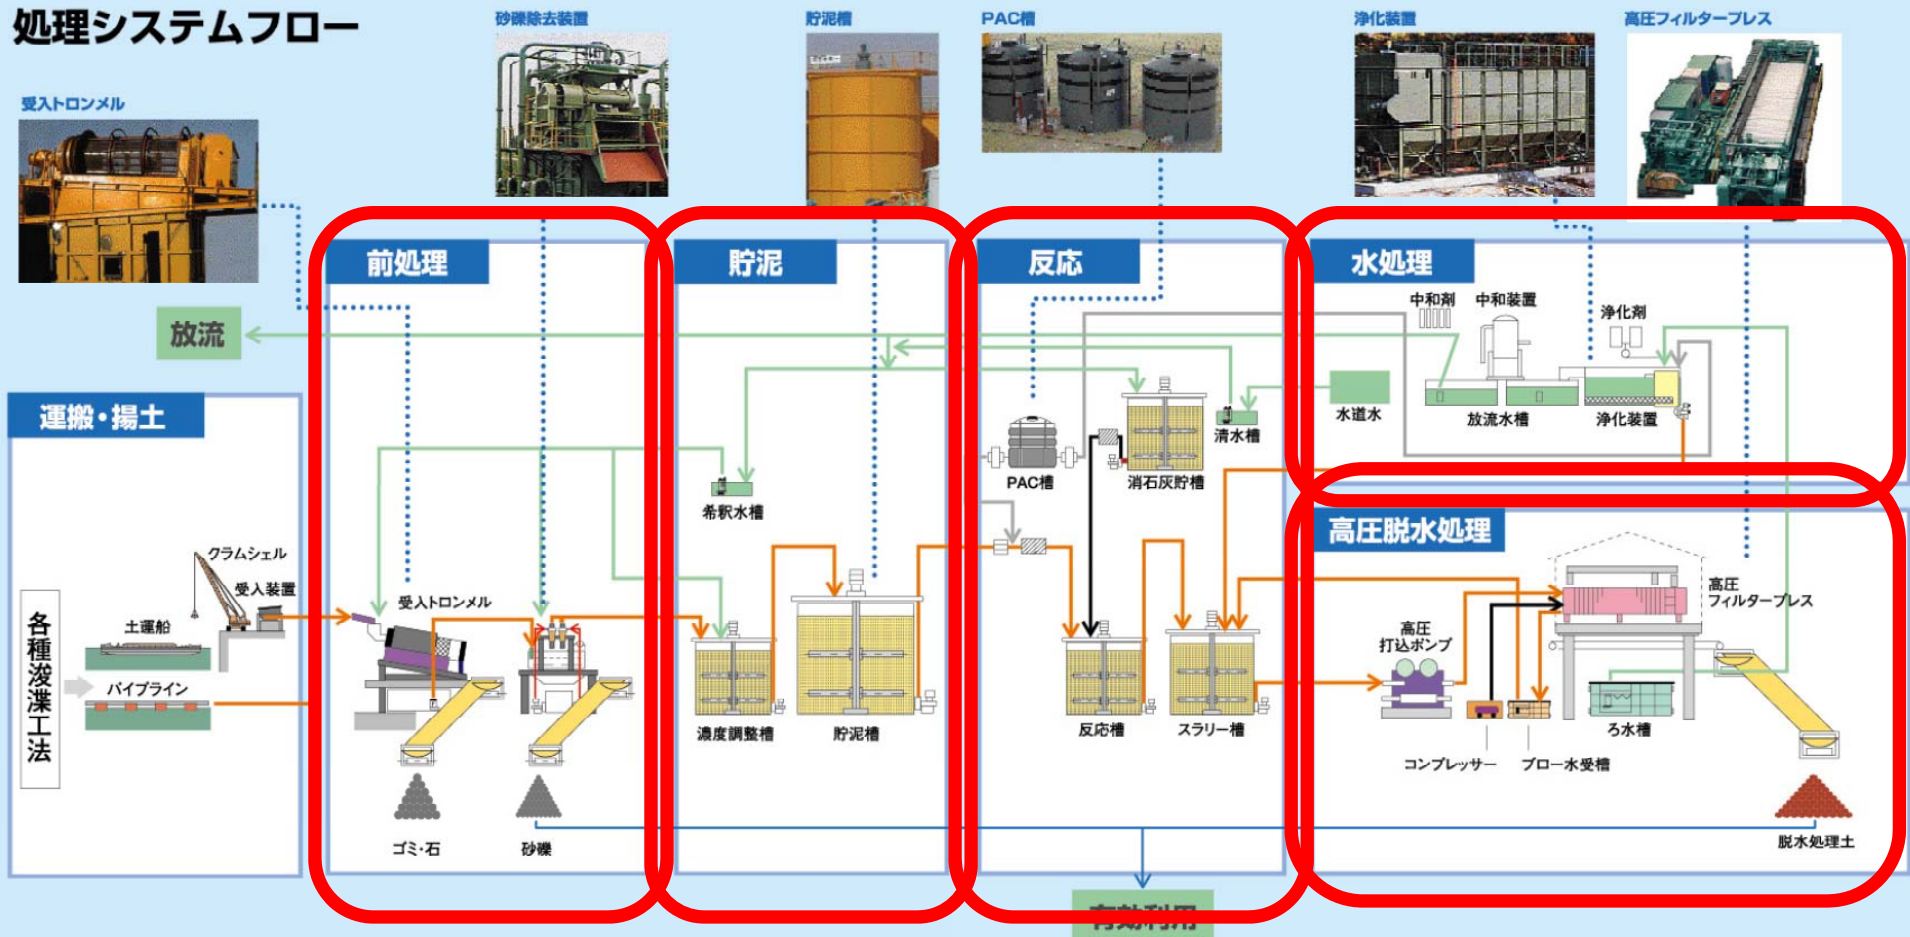 処理システムフロー
受入トロンメル
砂礫除去装置
貯泥槽
PAC槽
浄化装置
高圧フィルタープレス
放流
運搬・揚土
各種浚渫工法
クラムシェル
受入装置
土運船
パイプライン
前処理
受入トロンメル
ゴミ・石
砂礫
貯泥
希釈水槽
濃度調整槽
貯泥槽
反応
PAC槽
消石灰貯槽
清水槽
反応槽
スラリー槽
水処理
中和剤
中和装置
浄化剤
水道水
放流水槽
浄化装置
高圧脱水処理
高圧
フィルタープレス
高圧
打込ポンプ
ろ水槽
コンプレッサー
ブロー水受槽
脱水処理土
有効利用